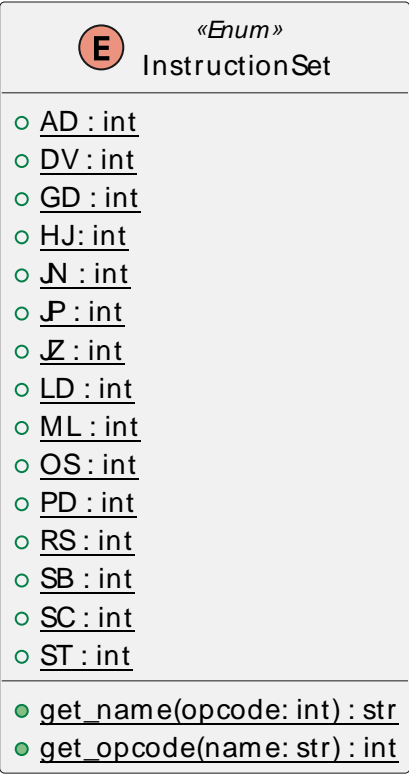 «Enum»
E
InstructionSet
AD : int
DV : int
GD : int
HJ: int
JN : int
JP : int
JZ : int
LD : int
ML : int
OS : int
PD : int
RS : int
SB : int
SC : int
ST : int
get_name(opcode: int) : str
get_opcode(name: str) : int